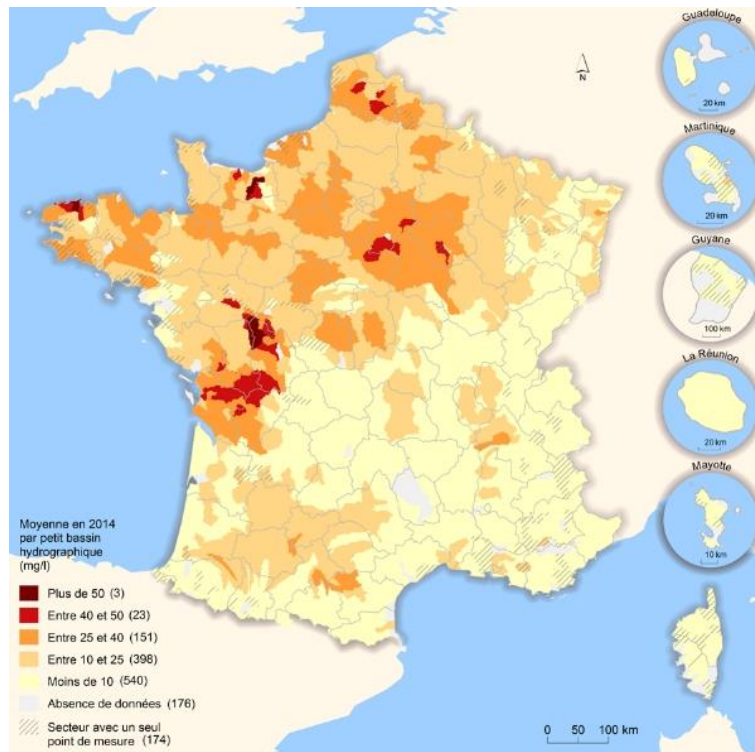 Guadeloupe
20 km
N
Martinique
20 km
Guyane
100 km
La Réunion
20 km
Mayotte
10 km
Moyenne en 2014
par petit bassin
hydrographique
(mg/l)
Plus de 50 (3)
Entre 40 et 50 (23)
Entre 25 et 40 (151)
Entre 10 et 25 (398)
Moins de 10 (540)
Absence de données (176)
Secteur avec un seul
point de mesure (174)
0 50 100 km